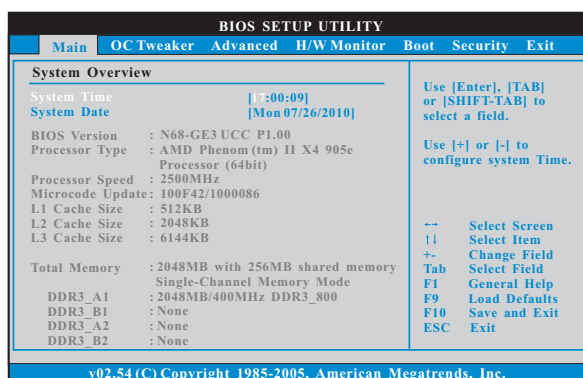 BIOS SETUP UTILITY
Main OC Tweaker Advanced H/W Monitor Boot Security Exit
System Overview
System Time [17:00:09]
System Date [Mon 07/26/2010]
BIOS Version : N68-GE3 UCC P1.00
Processor Type : AMD Phenom (tm) II X4 905e
Processor (64bit)
Processor Speed : 2500MHz
Microcode Update : 100F42/1000086
L1 Cache Size : 512KB
L2 Cache Size : 2048KB
L3 Cache Size : 6144KB
Total Memory : 2048MB with 256MB shared memory
Single-Channel Memory Mode
DDR3_A1 : 2048MB/400MHz DDR3_800
DDR3_B1 : None
DDR3_A2 : None
DDR3_B2 : None
Use [Enter], [TAB]
or [SHIFT-TAB] to
select a field.
Use [+] or [-] to
configure system Time.
←→ Select Screen
↑↓ Select Item
+- Change Field
Tab Select Field
F1 General Help
F9 Load Defaults
F10 Save and Exit
ESC Exit
v02.54 (C) Copyright 1985-2005, American Megatrends, Inc.